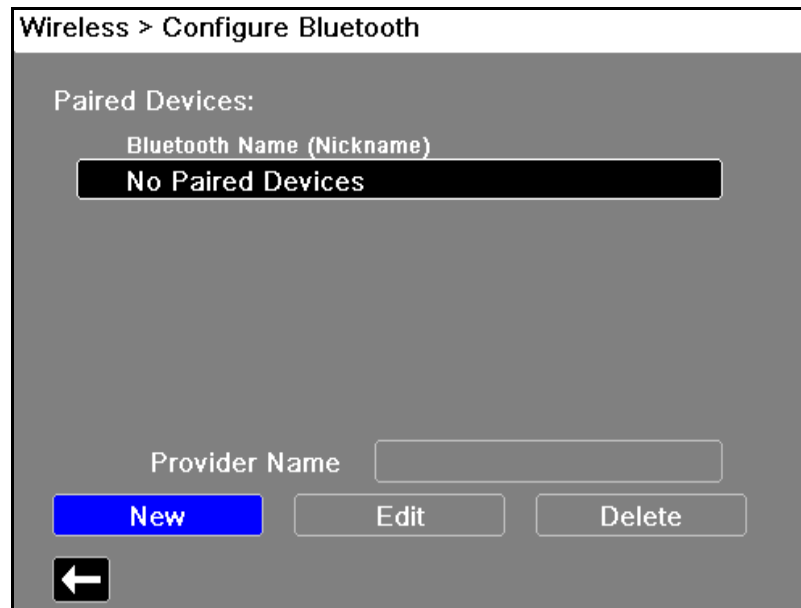 Wireless > Configure Bluetooth
Paired Devices:
Bluetooth Name (Nickname)
No Paired Devices
Provider Name
New Edit Delete